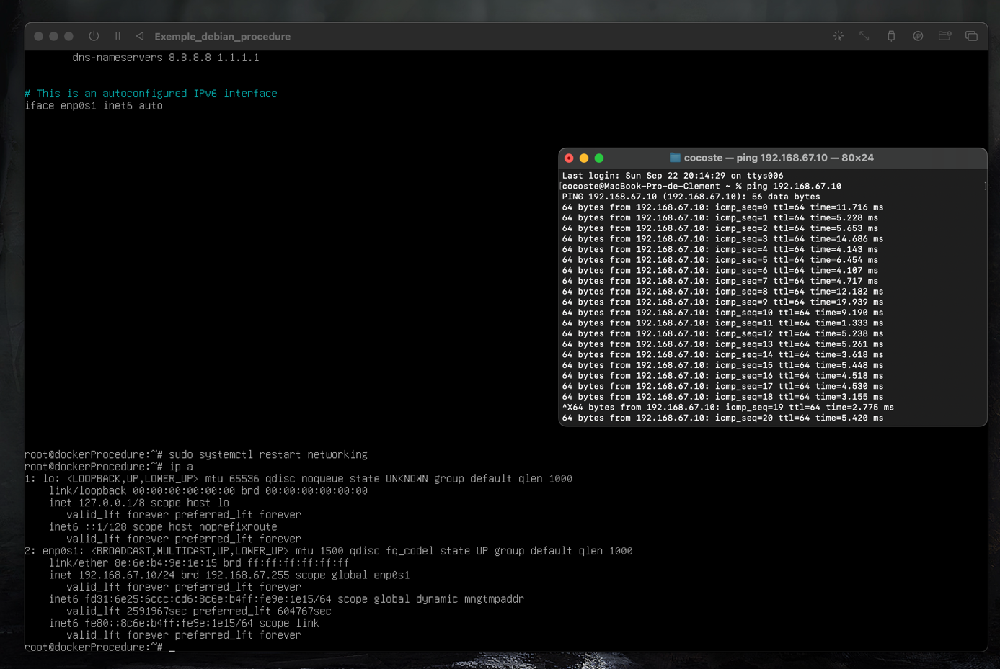 Exemple_debian_procedure
dns-nameservers 8.8.8.8 1.1.1.1
# This is an autoconfigured IPv6 interface
iface enp0s1 inet6 auto
cocoste — ping 192.168.67.10 — 80×24
Last login: Sun Sep 22 20:14:29 on ttys006
[cocoste@MacBook-Pro-de-Clement ~ % ping 192.168.67.10 ]
PING 192.168.67.10 (192.168.67.10): 56 data bytes
64 bytes from 192.168.67.10: icmp_seq=0 ttl=64 time=11.716 ms
64 bytes from 192.168.67.10: icmp_seq=1 ttl=64 time=5.228 ms
64 bytes from 192.168.67.10: icmp_seq=2 ttl=64 time=5.653 ms
64 bytes from 192.168.67.10: icmp_seq=3 ttl=64 time=14.686 ms
64 bytes from 192.168.67.10: icmp_seq=4 ttl=64 time=4.143 ms
64 bytes from 192.168.67.10: icmp_seq=5 ttl=64 time=6.454 ms
64 bytes from 192.168.67.10: icmp_seq=6 ttl=64 time=4.107 ms
64 bytes from 192.168.67.10: icmp_seq=7 ttl=64 time=4.717 ms
64 bytes from 192.168.67.10: icmp_seq=8 ttl=64 time=12.182 ms
64 bytes from 192.168.67.10: icmp_seq=9 ttl=64 time=19.939 ms
64 bytes from 192.168.67.10: icmp_seq=10 ttl=64 time=9.190 ms
64 bytes from 192.168.67.10: icmp_seq=11 ttl=64 time=1.333 ms
64 bytes from 192.168.67.10: icmp_seq=12 ttl=64 time=5.238 ms
64 bytes from 192.168.67.10: icmp_seq=13 ttl=64 time=5.261 ms
64 bytes from 192.168.67.10: icmp_seq=14 ttl=64 time=3.618 ms
64 bytes from 192.168.67.10: icmp_seq=15 ttl=64 time=5.448 ms
64 bytes from 192.168.67.10: icmp_seq=16 ttl=64 time=4.518 ms
64 bytes from 192.168.67.10: icmp_seq=17 ttl=64 time=4.530 ms
64 bytes from 192.168.67.10: icmp_seq=18 ttl=64 time=3.155 ms
^X64 bytes from 192.168.67.10: icmp_seq=19 ttl=64 time=2.775 ms
64 bytes from 192.168.67.10: icmp_seq=20 ttl=64 time=5.420 ms
root@dockerProcedure:~# sudo systemctl restart networking
root@dockerProcedure:~# ip a
1: lo: <LOOPBACK,UP,LOWER_UP> mtu 65536 qdisc noqueue state UNKNOWN group default qlen 1000
link/loopback 00:00:00:00:00:00 brd 00:00:00:00:00:00
inet 127.0.0.1/8 scope host lo
valid_lft forever preferred_lft forever
inet6 ::1/128 scope host noprefixroute
valid_lft forever preferred_lft forever
2: enp0s1: <BROADCAST,MULTICAST,UP,LOWER_UP> mtu 1500 qdisc fq_codel state UP group default qlen 1000
link/ether 8e:6e:b4:9e:1e:15 brd ff:ff:ff:ff:ff:ff
inet 192.168.67.10/24 brd 192.168.67.255 scope global enp0s1
valid_lft forever preferred_lft forever
inet6 fd31:6e25:6ccc:cd6:8c6e:b4ff:fe9e:1e15/64 scope global dynamic mngtmpaddr
valid_lft 2591967sec preferred_lft 604767sec
inet6 fe80::8c6e:b4ff:fe9e:1e15/64 scope link
valid_lft forever preferred_lft forever
root@dockerProcedure:~# _